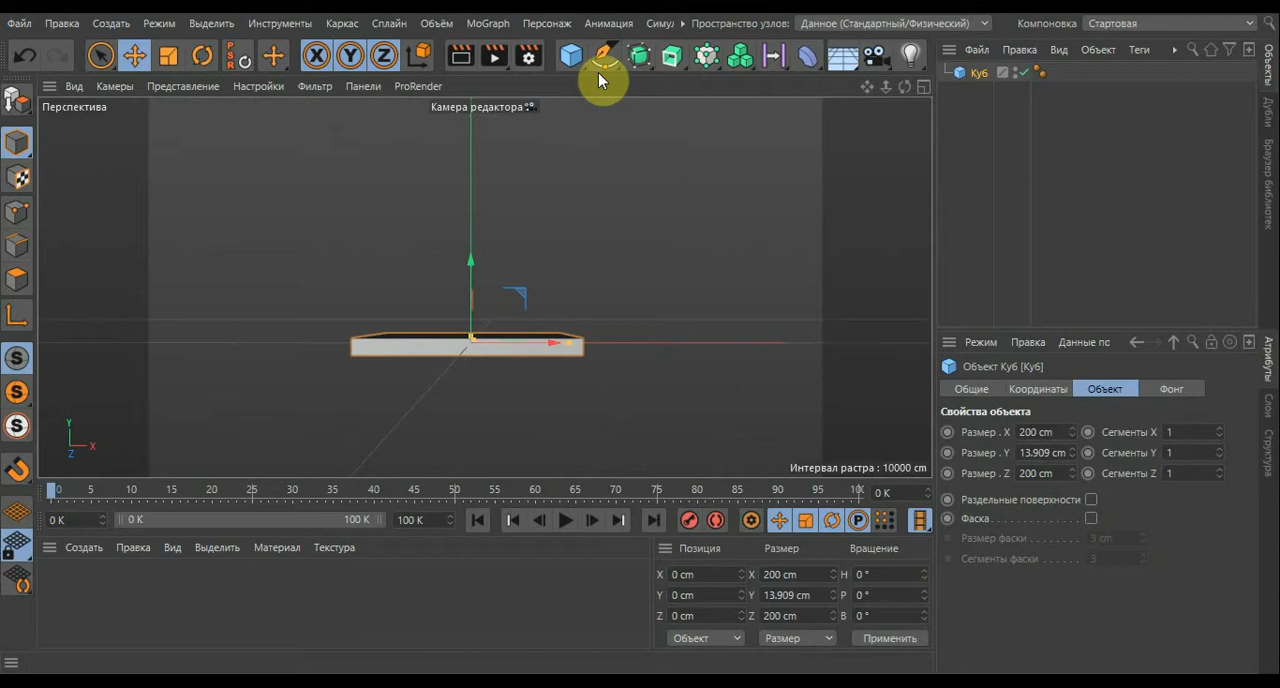 Файл Правка Создать Режим Выделить Инструменты Каркас Сплайн Объём MoGraph Персонаж Анимация Симу Пространство узлов: Данное (Стандартный/Физический) Компоновка Стартовая
X Y Z
PSR
Файл Правка Вид Объект Теги
Вид Камеры Представление Настройки Фильтр Панели ProRender
Куб
Перспектива
Камера редактора
Объекты
Дубли
Браузер библиотек
Y
X
Z
Интервал растра : 10000 cm
S
S
S
Режим Правка Данные пс
Объект Куб [Куб]
Общие Координаты Объект Фонг
Свойства объекта
Размер . X 200 cm Сегменты X 1
Размер . Y 13.909 cm Сегменты Y 1
Размер . Z 200 cm Сегменты Z 1
Раздельные поверхности
Фаска
Размер фаски 3 cm
Сегменты фаски 3
Атрибуты
Слои
Структура
0 5 10 15 20 25 30 35 40 45 50 55 60 65 70 75 80 85 90 95 10( 0 K
0 K 0 K 100 K 100 K
P
Создать Правка Вид Выделить Материал Текстура
Позиция Размер Вращение
X 0 cm X 200 cm H 0 °
Y 0 cm Y 13.909 cm P 0 °
Z 0 cm Z 200 cm B 0 °
Объект Размер Применить